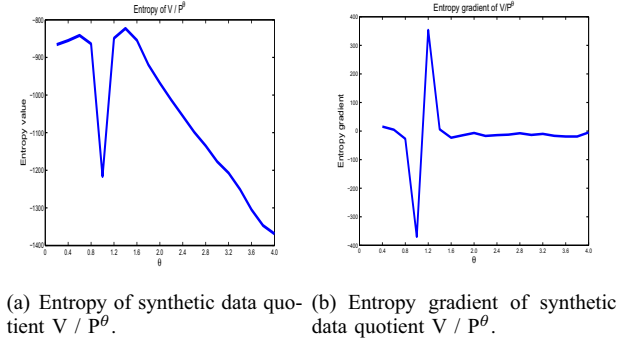 Entropy of V / P^θ
Entropy value
-800
-900
-1000
-1100
-1200
-1300
-1400
0 0.4 0.8 1.2 1.6 2.0 2.4 2.8 3.2 3.6 4.0
θ
Entropy gradient of V/P^θ
Entropy gradient
400
300
200
100
0
-100
-200
-300
-400
0 0.4 0.8 1.2 1.6 2.0 2.4 2.8 3.2 3.6 4.0
θ
(a) Entropy of synthetic data quo-
tient V / P^θ.
(b) Entropy gradient of synthetic
data quotient V / P^θ.